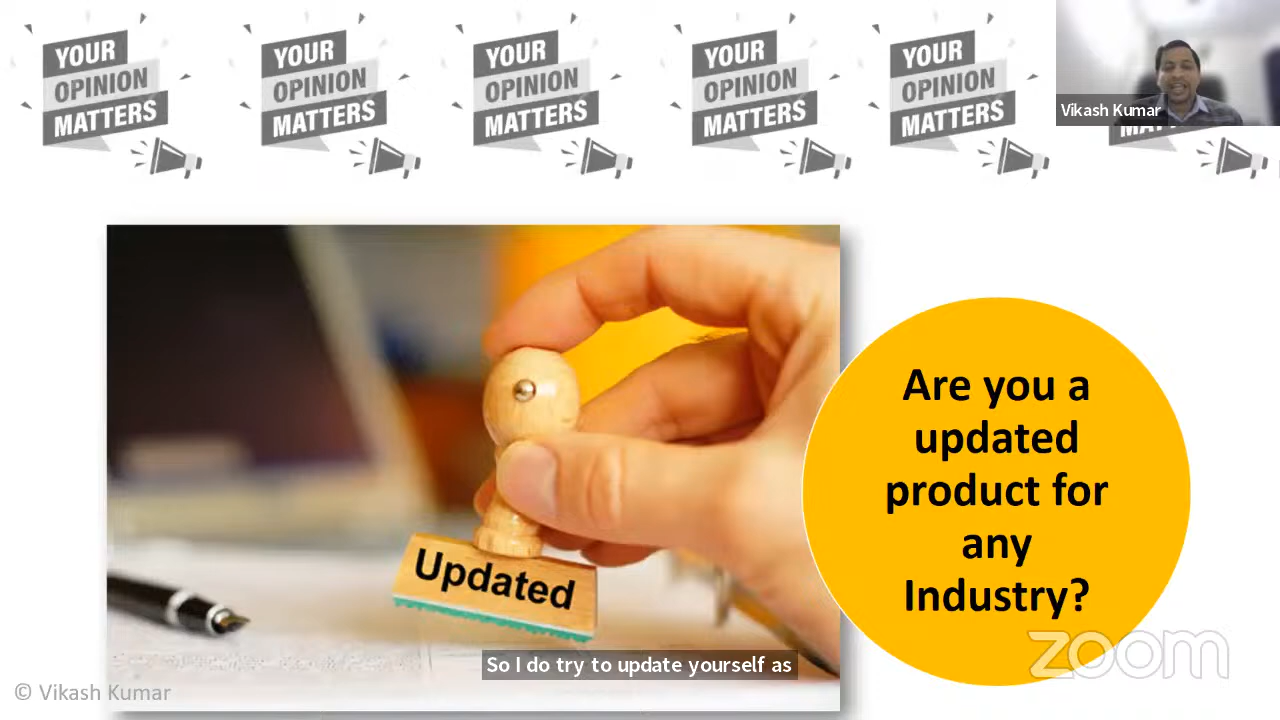 YOUR
OPINION
MATTERS
YOUR
OPINION
MATTERS
YOUR
OPINION
MATTERS
YOUR
OPINION
MATTERS
YOUR
OPINION
MATTERS
Vikash Kumar
Are you a
updated
product for
any
Industry?
Updated
So I do try to update yourself as
zoom
© Vikash Kumar